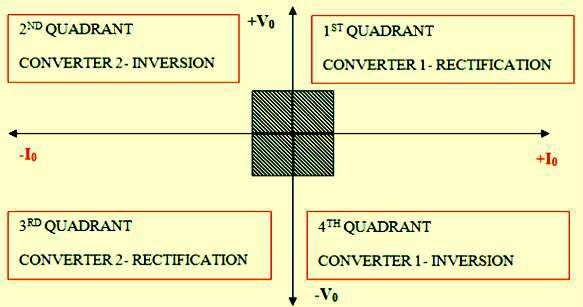 2ND QUADRANT
CONVERTER 2- INVERSION
+V0
1ST QUADRANT
CONVERTER 1- RECTIFICATION
-I0
+I0
3RD QUADRANT
CONVERTER 2- RECTIFICATION
4TH QUADRANT
CONVERTER 1- INVERSION
-V0